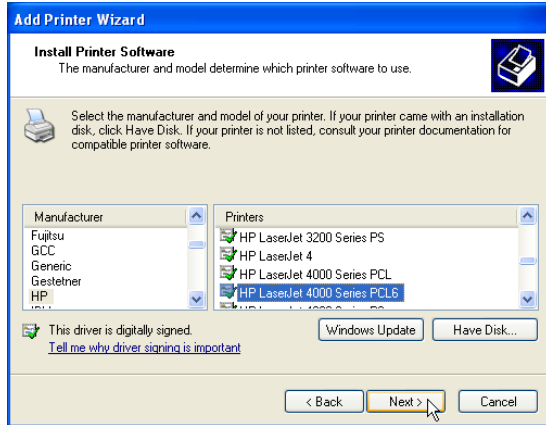 Add Printer Wizard
Install Printer Software
The manufacturer and model determine which printer software to use.
Select the manufacturer and model of your printer. If your printer came with an installation
disk, click Have Disk. If your printer is not listed, consult your printer documentation for
compatible printer software.
Manufacturer
Fujitsu
GCC
Generic
Gestetner
HP
Printers
HP LaserJet 3200 Series PS
HP LaserJet 4
HP LaserJet 4000 Series PCL
HP LaserJet 4000 Series PCL6
This driver is digitally signed.
Tell me why driver signing is important
Windows Update
Have Disk...
< Back
Next >
Cancel